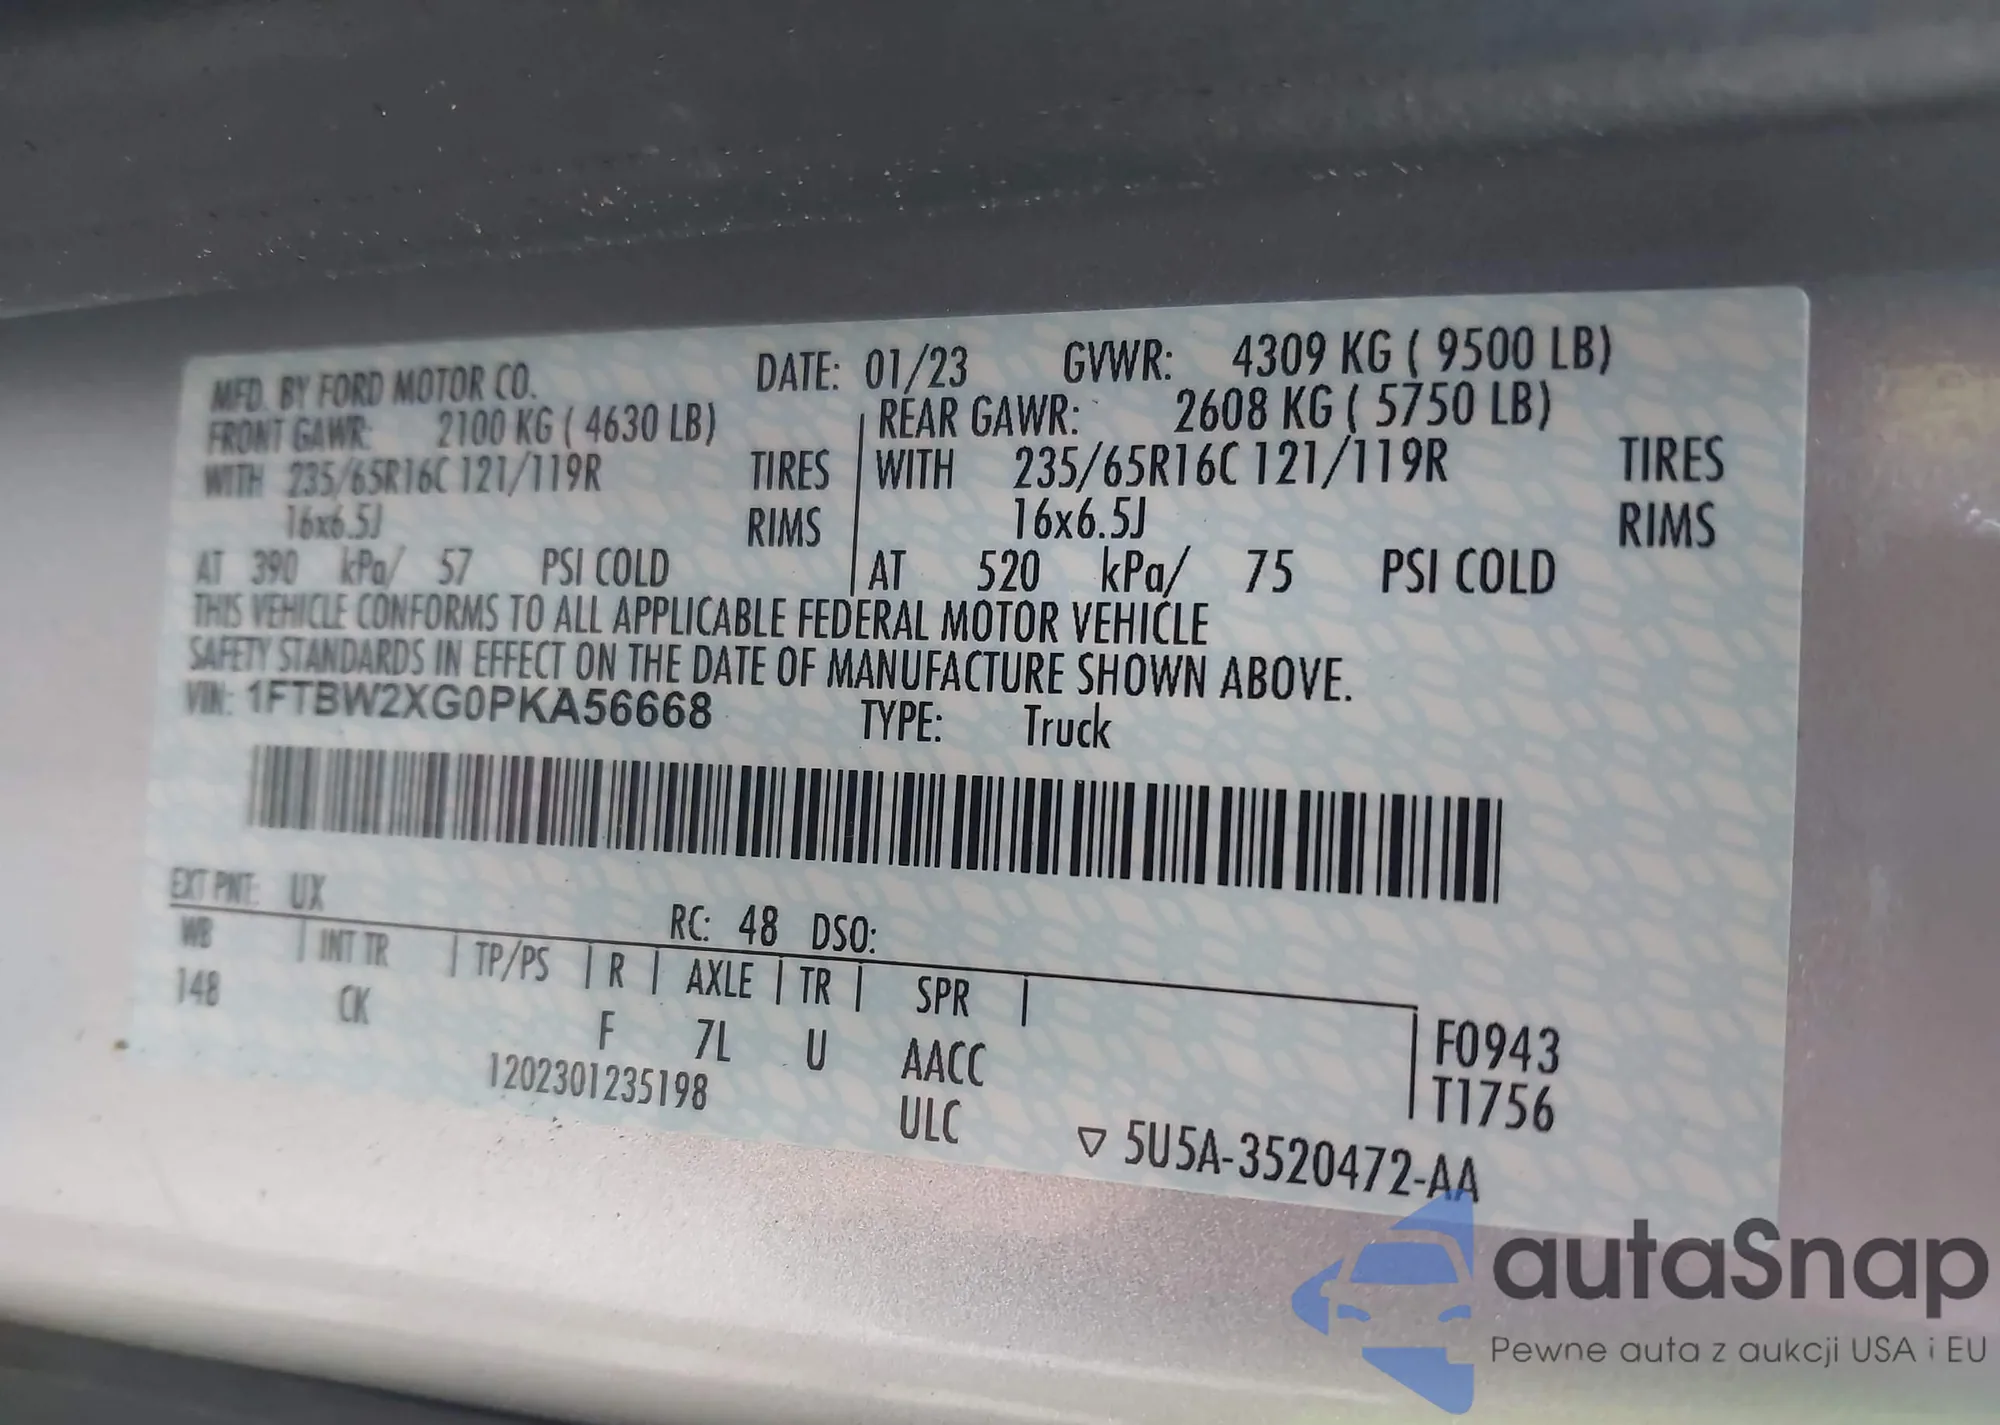 MFD. BY FORD MOTOR CO. DATE: 01/23 GVWR: 4309 KG ( 9500 LB)
FRONT GAWR: 2100 KG ( 4630 LB) REAR GAWR: 2608 KG ( 5750 LB)
WITH 235/65R16C 121/119R TIRES WITH 235/65R16C 121/119R TIRES
16x6.5J RIMS 16x6.5J RIMS
AT 390 kPa/ 57 PSI COLD AT 520 kPa/ 75 PSI COLD
THIS VEHICLE CONFORMS TO ALL APPLICABLE FEDERAL MOTOR VEHICLE
SAFETY STANDARDS IN EFFECT ON THE DATE OF MANUFACTURE SHOWN ABOVE.
VIN: 1FTBW2XG0PKA56668 TYPE: Truck
EXT PNT: UX RC: 48 DSO:
WB INT TR TP/PS R AXLE TR SPR
148 CK F 7L U AACC F0943
1202301235198 ULC T1756
▽ 5U5A-3520472-AA
autaSnap
Pewne auta z aukcji USA i EU